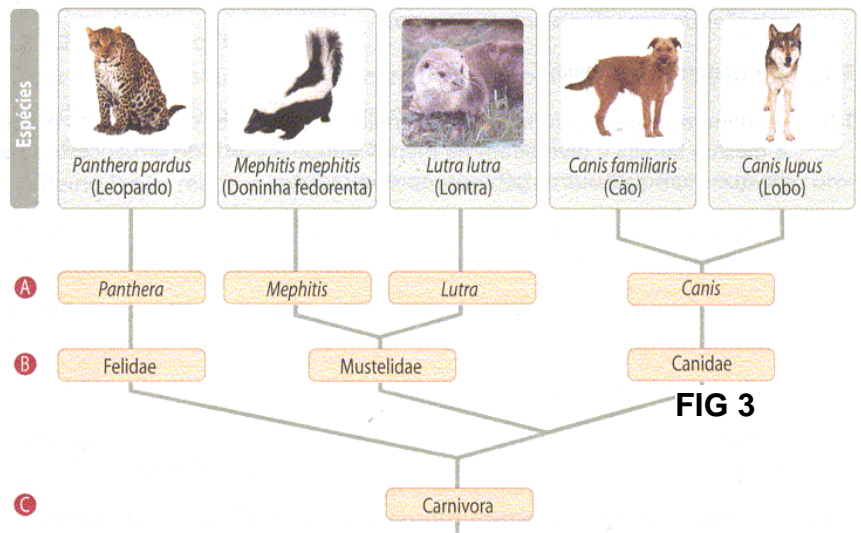 Espécies
Panthera pardus
(Leopardo)
Mephitis mephitis
(Doninha fedorenta)
Lutra lutra
(Lontra)
Canis familiaris
(Cão)
Canis lupus
(Lobo)
A
Panthera
Mephitis
Lutra
Canis
B
Felidae
Mustelidae
Canidae
FIG 3
C
Carnivora